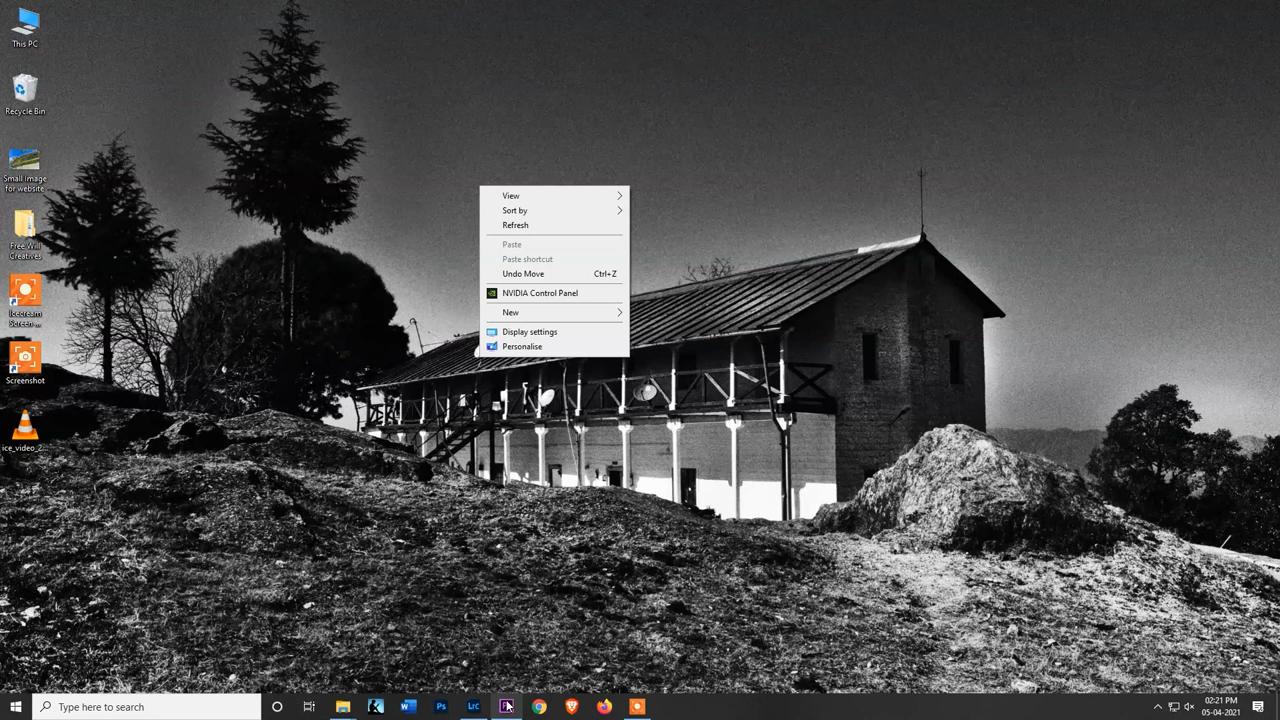 This PC
Recycle Bin
Small image
for website
Free Will
Creatives
Icecream
Screen ...
Screenshot
ice_video_2...
View
Sort by
Refresh
Paste
Paste shortcut
Undo Move Ctrl+Z
NVIDIA Control Panel
New
Display settings
Personalise
Type here to search
W
Ps
Lrc
02:21 PM
05-04-2021